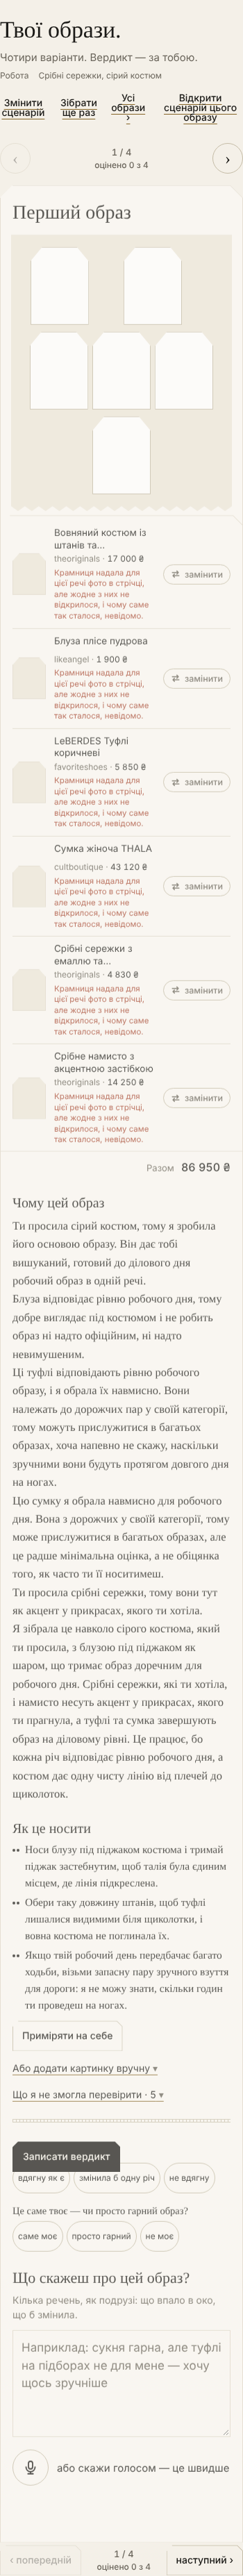 Твої образи.
Чотири варіанти. Вердикт — за тобою.
Робота Срібні сережки, сірий костюм
Змінити сценарій
Зібрати ще раз
Усі образи ›
Відкрити сценарій цього образу
‹
1 / 4
оцінено 0 з 4
›
Перший образ
Вовняний костюм із
штанів та…
theoriginals · 17 000 ₴
Крамниця надала для
цієї речі фото в стрічці,
але жодне з них не
відкрилося, і чому саме
так сталося, невідомо.
⇄ замінити
Блуза плісе пудрова
likeangel · 1 900 ₴
Крамниця надала для
цієї речі фото в стрічці,
але жодне з них не
відкрилося, і чому саме
так сталося, невідомо.
⇄ замінити
LeBERDES Туфлі
коричневі
favoriteshoes · 5 850 ₴
Крамниця надала для
цієї речі фото в стрічці,
але жодне з них не
відкрилося, і чому саме
так сталося, невідомо.
⇄ замінити
Сумка жіноча THALA
cultboutique · 43 120 ₴
Крамниця надала для
цієї речі фото в стрічці,
але жодне з них не
відкрилося, і чому саме
так сталося, невідомо.
⇄ замінити
Срібні сережки з
емаллю та…
theoriginals · 4 830 ₴
Крамниця надала для
цієї речі фото в стрічці,
але жодне з них не
відкрилося, і чому саме
так сталося, невідомо.
⇄ замінити
Срібне намисто з
акцентною застібкою
theoriginals · 14 250 ₴
Крамниця надала для
цієї речі фото в стрічці,
але жодне з них не
відкрилося, і чому саме
так сталося, невідомо.
⇄ замінити
Разом 86 950 ₴
Чому цей образ
Ти просила сірий костюм, тому я зробила
його основою образу. Він дає тобі
вишуканий, готовий до ділового дня
робочий образ в одній речі.
Блуза відповідає рівню робочого дня, тому
добре виглядає під костюмом і не робить
образ ні надто офіційним, ні надто
невимушеним.
Ці туфлі відповідають рівню робочого
образу, і я обрала їх навмисно. Вони
належать до дорожчих пар у своїй категорії,
тому можуть прислужитися в багатьох
образах, хоча напевно не скажу, наскільки
зручними вони будуть протягом довгого дня
на ногах.
Цю сумку я обрала навмисно для робочого
дня. Вона з дорожчих у своїй категорії, тому
може прислужитися в багатьох образах, але
це радше мінімальна оцінка, а не обіцянка
того, як часто ти її носитимеш.
Ти просила срібні сережки, тому вони тут
як акцент у прикрасах, якого ти хотіла.
Я зібрала це навколо сірого костюма, який
ти просила, з блузою під піджаком як
шаром, що тримає образ доречним для
робочого дня. Срібні сережки, які ти хотіла,
і намисто несуть акцент у прикрасах, якого
ти прагнула, а туфлі та сумка завершують
образ на діловому рівні. Це працює, бо
кожна річ відповідає рівню робочого дня, а
костюм дає одну чисту лінію від плечей до
щиколоток.
Як це носити
Носи блузу під піджаком костюма і тримай
піджак застебнутим, щоб талія була єдиним
місцем, де лінія підкреслена.
Обери таку довжину штанів, щоб туфлі
лишалися видимими біля щиколотки, і
вовна костюма не поглинала їх.
Якщо твій робочий день передбачає багато
ходьби, візьми запасну пару зручного взуття
для дороги: я не можу знати, скільки годин
ти проведеш на ногах.
Приміряти на себе
Або додати картинку вручну ▾
Що я не змогла перевірити · 5 ▾
Записати вердикт
вдягну як є
змінила б одну річ
не вдягну
Це саме твоє — чи просто гарний образ?
саме моє
просто гарний
не моє
Що скажеш про цей образ?
Кілька речень, як подрузі: що впало в око,
що б змінила.
Наприклад: сукня гарна, але туфлі
на підборах не для мене — хочу
щось зручніше
або скажи голосом — це швидше
‹ попередній
1 / 4
оцінено 0 з 4
наступний ›